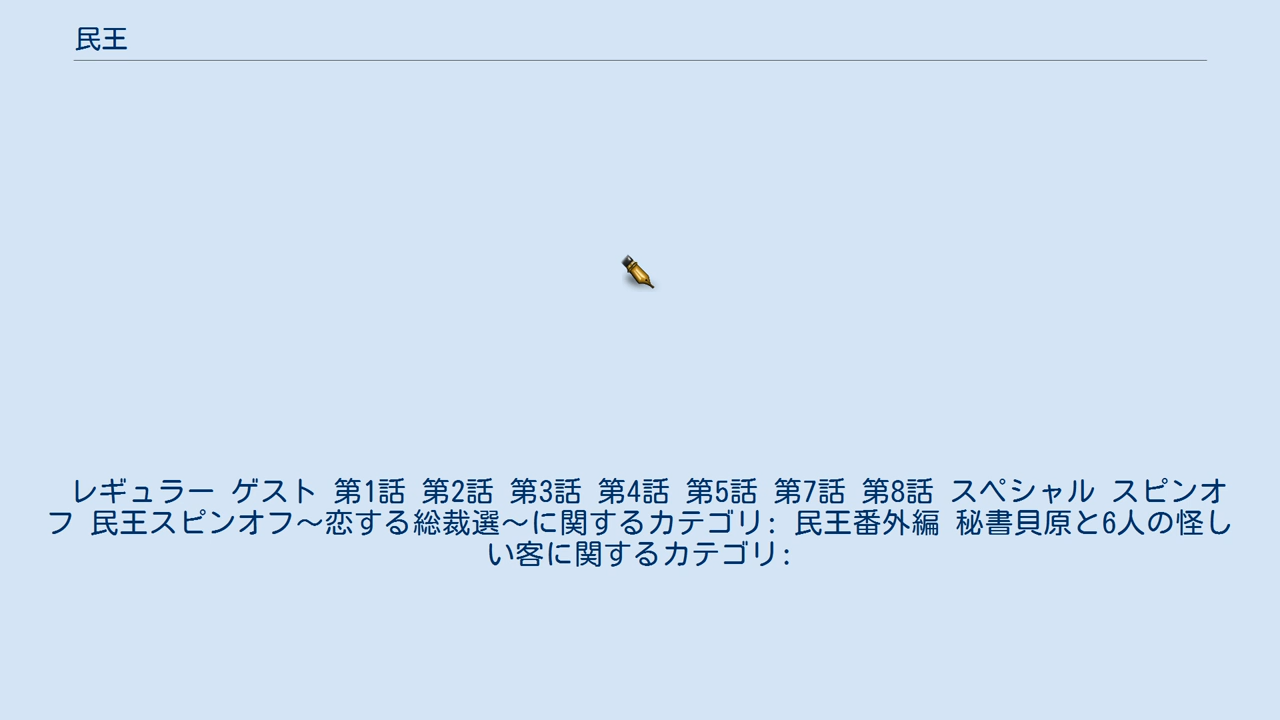 民王
レギュラー ゲスト 第1話 第2話 第3話 第4話 第5話 第7話 第8話 スペシャル スピンオ
フ 民王スピンオフ〜恋する総裁選〜に関するカテゴリ: 民王番外編 秘書貝原と6人の怪し
い客に関するカテゴリ: